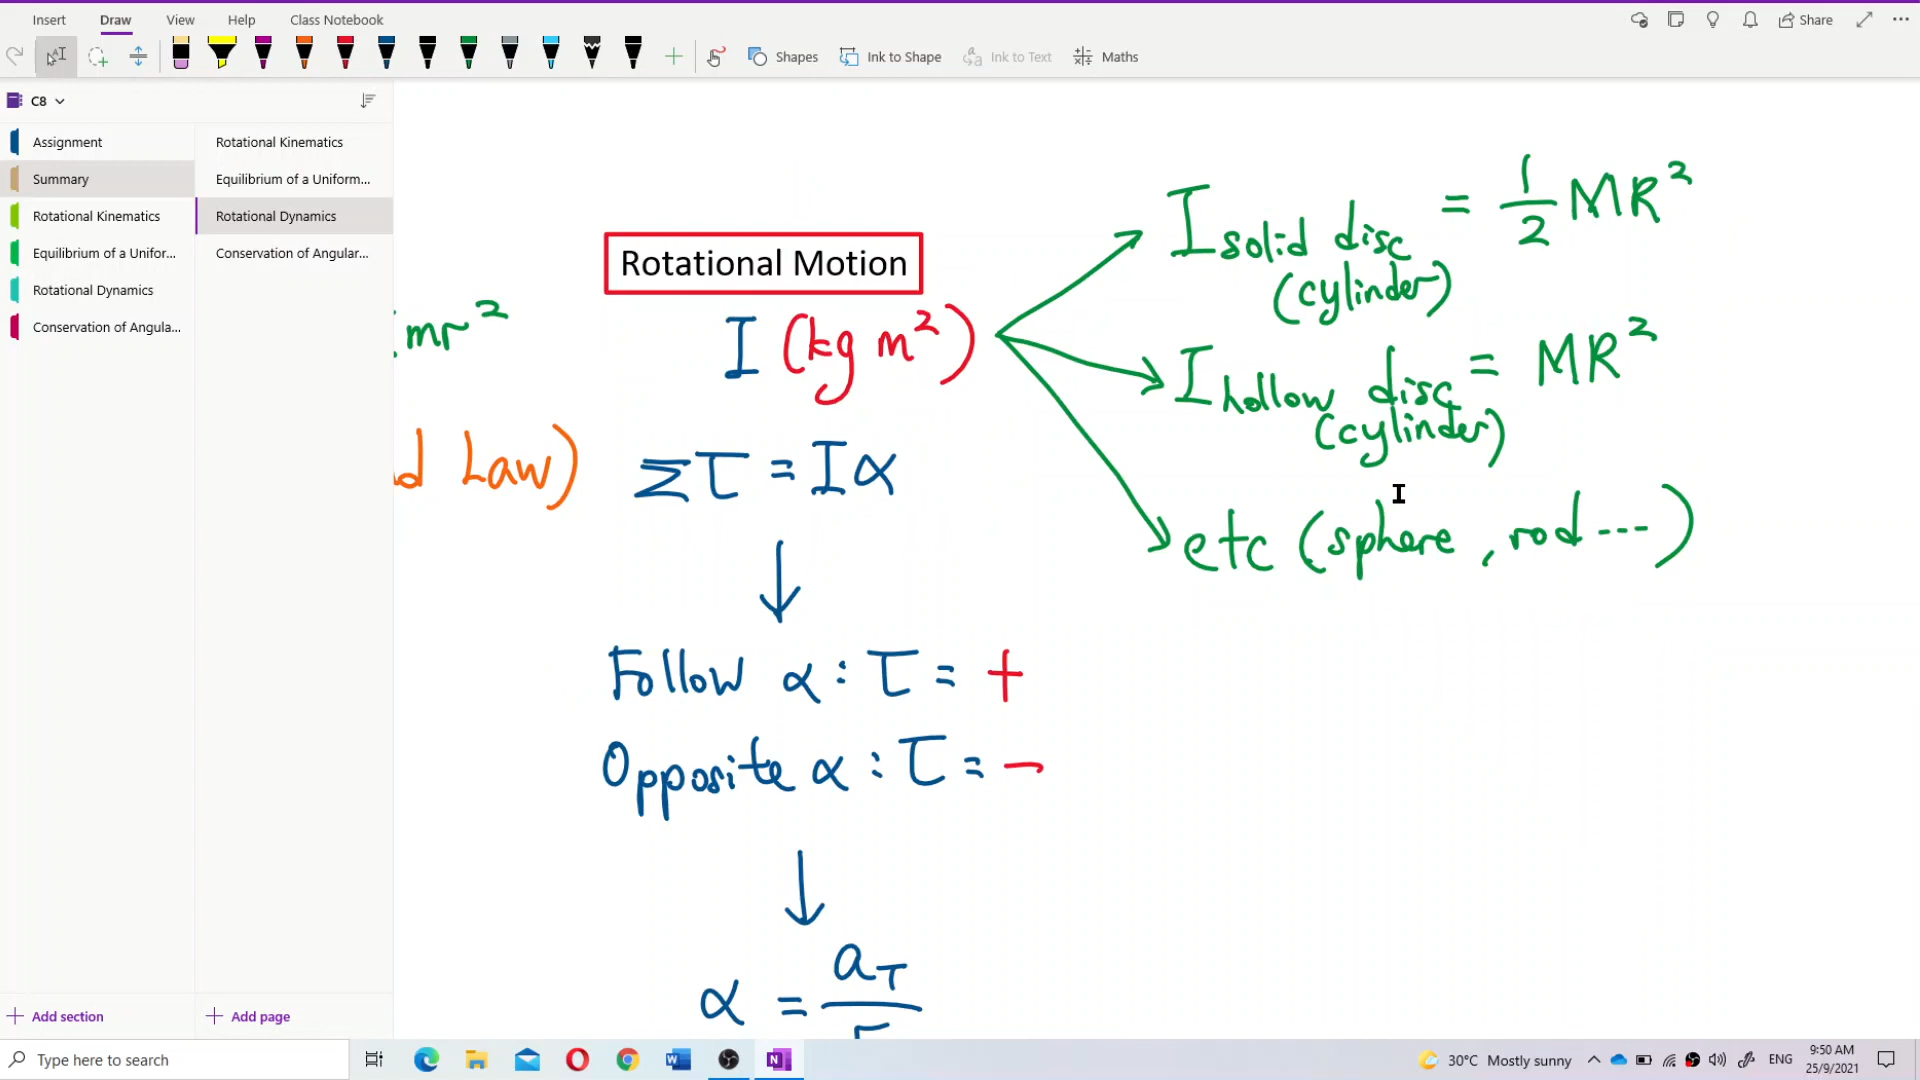 Insert Draw View Help Class Notebook
Share
Shapes Ink to Shape Ink to Text Maths
C8
Assignment
Summary
Rotational Kinematics
Equilibrium of a Unifor...
Rotational Dynamics
Conservation of Angula...
Rotational Kinematics
Equilibrium of a Uniform...
Rotational Dynamics
Conservation of Angular...
Rotational Motion
mr²
I (kg m²)
I solid disc = 1/2 MR²
(cylinder)
I hollow disc = MR²
(cylinder)
etc (sphere, rod ---)
d Law)
Στ = Iα
↓
Follow α : τ = +
Opposite α : τ = −
↓
α = a_T / r
+ Add section
+ Add page
Type here to search
30°C Mostly sunny
ENG
9:50 AM
25/9/2021